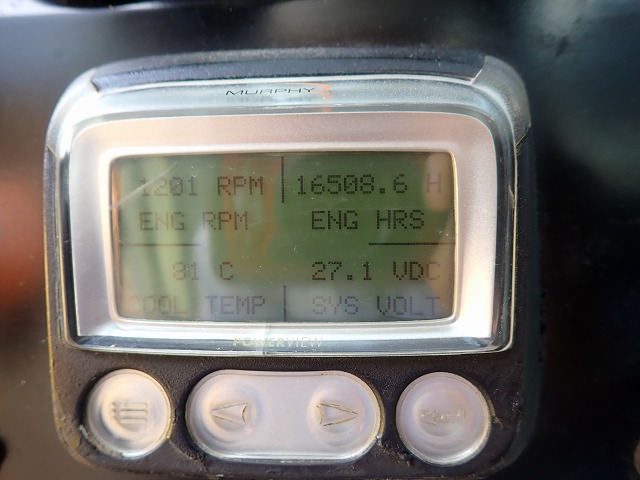 MURPHY
1201 RPM 16508.6 H
ENG RPM ENG HRS
81 C 27.1 VDC
COOL TEMP SYS VOLT
POWERVIEW